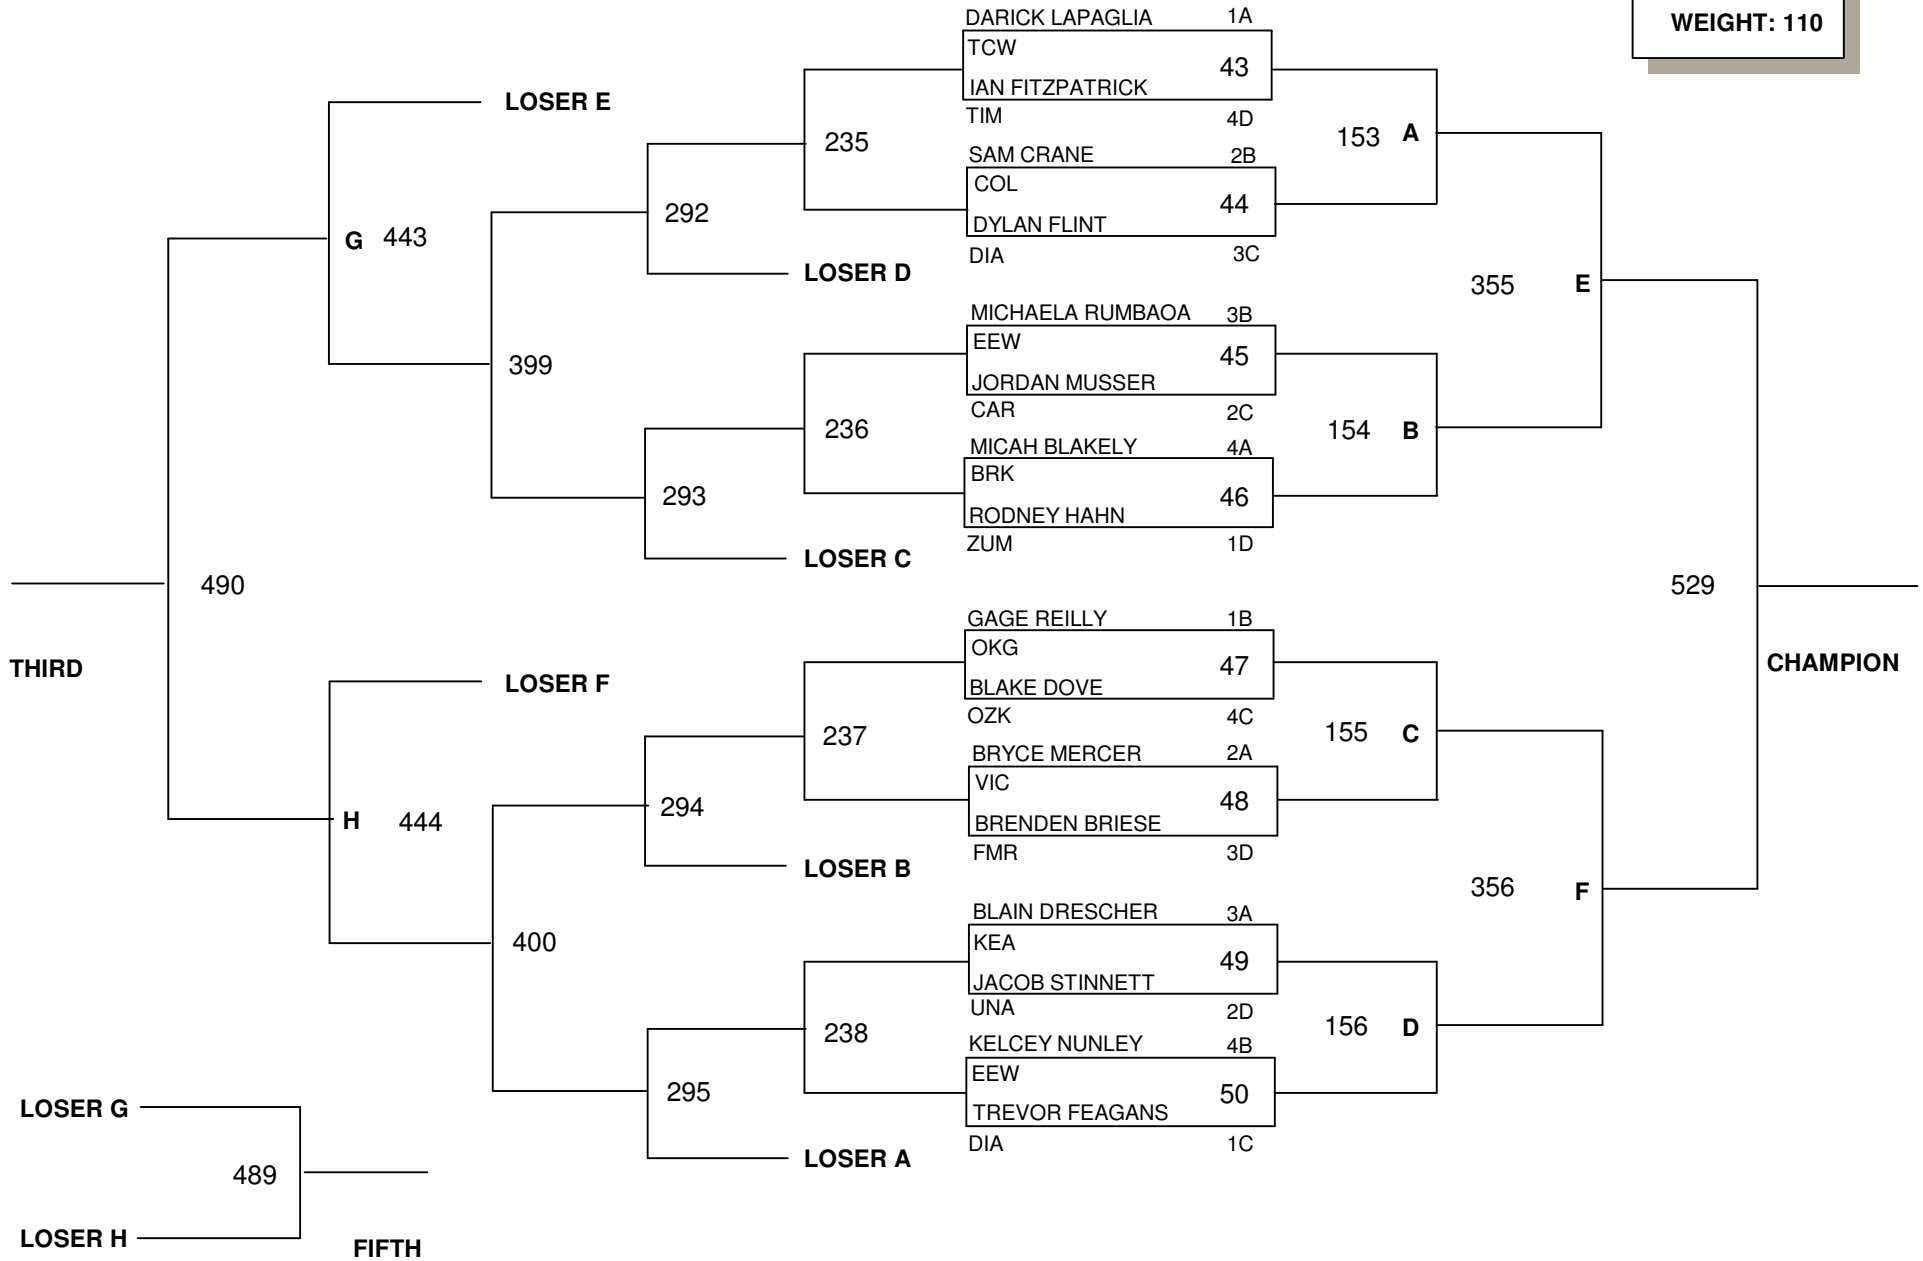 WEIGHT: 110
DARICK LAPAGLIA 1A
TCW
43
IAN FITZPATRICK
TIM 4D
SAM CRANE 2B
COL
44
DYLAN FLINT
DIA 3C
MICHAELA RUMBAOA 3B
EEW
45
JORDAN MUSSER
CAR 2C
MICAH BLAKELY 4A
BRK
46
RODNEY HAHN
ZUM 1D
GAGE REILLY 1B
OKG
47
BLAKE DOVE
OZK 4C
BRYCE MERCER 2A
VIC
48
BRENDEN BRIESE
FMR 3D
BLAIN DRESCHER 3A
KEA
49
JACOB STINNETT
UNA 2D
KELCEY NUNLEY 4B
EEW
50
TREVOR FEAGANS
DIA 1C
153 A
154 B
155 C
156 D
355 E
356 F
529
CHAMPION
235
236
237
238
292
LOSER D
293
LOSER C
294
LOSER B
295
LOSER A
399
400
LOSER E
G 443
LOSER F
H 444
490
THIRD
LOSER G
489
LOSER H
FIFTH